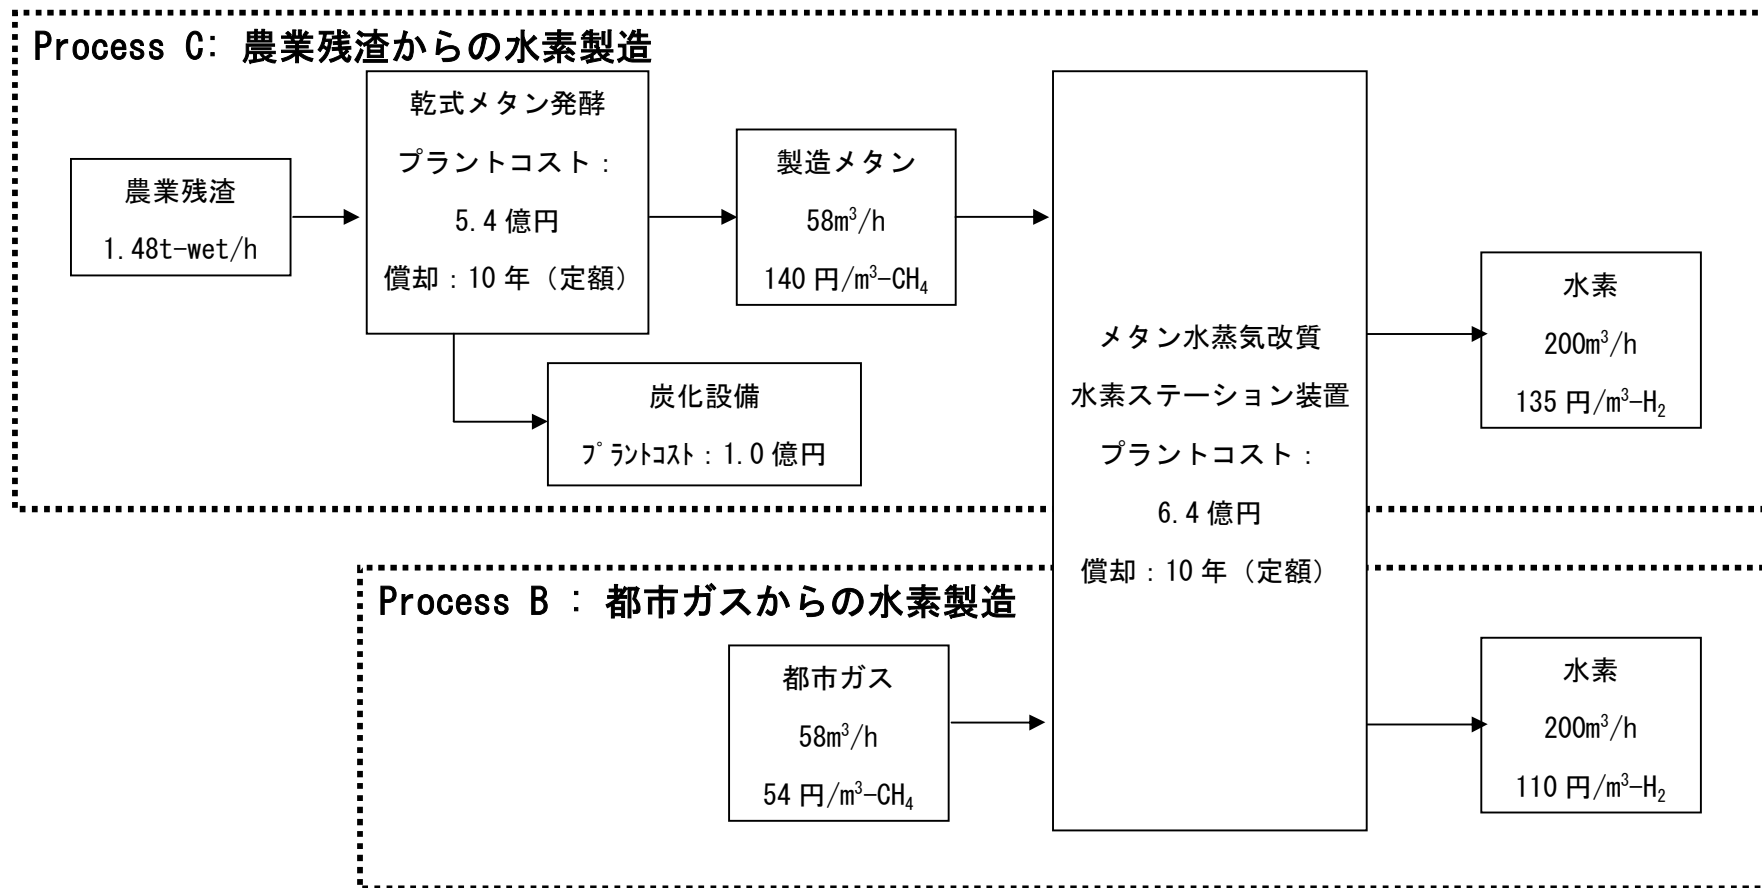 Process C: 農業残渣からの水素製造
農業残渣
1.48t-wet/h
乾式メタン発酵
プラントコスト：
5.4 億円
償却：10 年（定額）
製造メタン
58m³/h
140 円/m³-CH₄
炭化設備
ﾌﾟﾗﾝﾄｺｽﾄ：1.0 億円
メタン水蒸気改質
水素ステーション装置
プラントコスト：
6.4 億円
償却：10 年（定額）
水素
200m³/h
135 円/m³-H₂
Process B : 都市ガスからの水素製造
都市ガス
58m³/h
54 円/m³-CH₄
水素
200m³/h
110 円/m³-H₂